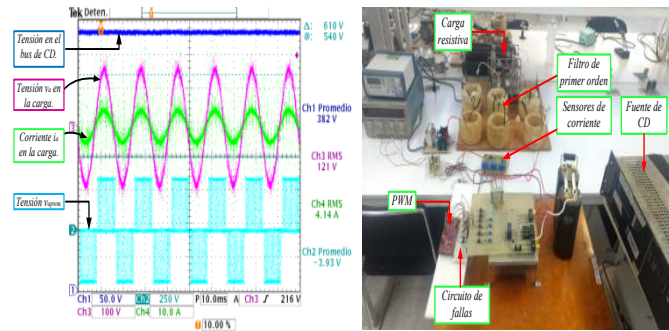 Tek Deten.
Δ: 610 V
@: 540 V
Tensión en el
bus de CD.
Tensión va en
la carga.
Corriente ia
en la carga.
Tensión vapwm.
Ch1 Promedio
382 V
Ch3 RMS
121 V
Ch4 RMS
4.14 A
Ch2 Promedio
-3.93 V
Ch1 50.0 V Ch2 250 V P 10.0ms A Ch3 ʃ 216 V
Ch3 100 V Ch4 10.0 A
10.00 %
Carga
resistiva
Filtro de
primer orden
Sensores de
corriente
Fuente de
CD
PWM
Circuito de
fallas